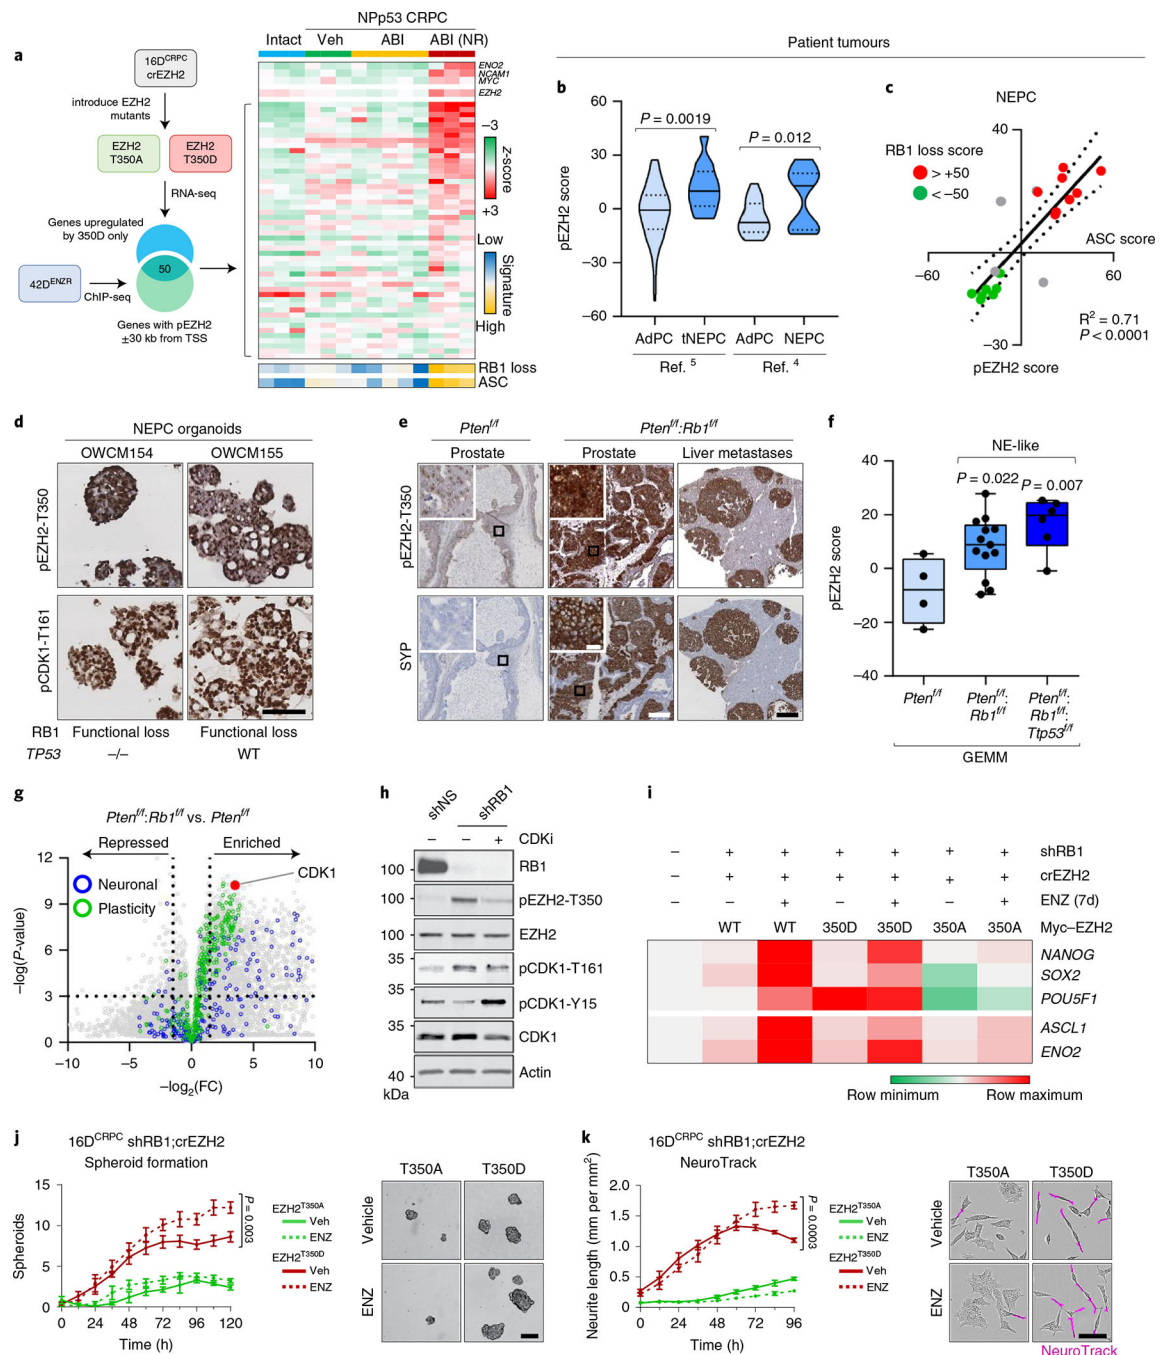 a
NPp53 CRPC
Intact Veh ABI ABI (NR)
16D^CRPC
crEZH2
introduce EZH2
mutants
EZH2
T350A
EZH2
T350D
RNA-seq
Genes upregulated
by 350D only
50
42D^ENZR
ChIP-seq
Genes with pEZH2
±30 kb from TSS
ENO2
NCAM1
MYC
EZH2
−3
z-score
+3
Low
Signature
High
RB1 loss
ASC
Patient tumours
b
pEZH2 score
60
30
0
−30
−60
P = 0.0019
P = 0.012
AdPC tNEPC AdPC NEPC
Ref. 5 Ref. 4
c
NEPC
RB1 loss score
> +50
< −50
40
ASC score
−60 60
R² = 0.71
P < 0.0001
−30
pEZH2 score
d
NEPC organoids
OWCM154 OWCM155
pEZH2-T350
pCDK1-T161
RB1 Functional loss Functional loss
TP53 −/− WT
e
Pten^f/f Pten^f/f:Rb1^f/f
Prostate Prostate Liver metastases
pEZH2-T350
SYP
f
NE-like
P = 0.022 P = 0.007
pEZH2 score
40
20
0
−20
−40
Pten^f/f
Pten^f/f:
Rb1^f/f
Pten^f/f:
Rb1^f/f:
Ttp53^f/f
GEMM
g
Pten^f/f:Rb1^f/f vs. Pten^f/f
Repressed Enriched
CDK1
Neuronal
Plasticity
−log(P-value)
12
9
6
3
0
−10 −5 0 5 10
−log₂(FC)
h
shNS shRB1
− − + CDKi
100 RB1
100 pEZH2-T350
100 EZH2
35 pCDK1-T161
35 pCDK1-Y15
35 CDK1
40 Actin
kDa
i
− + + + + + + shRB1
− + + + + + + crEZH2
− − + − + − + ENZ (7d)
WT WT 350D 350D 350A 350A Myc–EZH2
NANOG
SOX2
POU5F1
ASCL1
ENO2
Row minimum Row maximum
j
16D^CRPC shRB1;crEZH2
Spheroid formation
Spheroids
15
10
5
0
0 24 48 72 96 120
Time (h)
P = 0.003
EZH2^T350A
Veh
ENZ
EZH2^T350D
Veh
ENZ
T350A T350D
Vehicle
ENZ
k
16D^CRPC shRB1;crEZH2
NeuroTrack
Neurite length (mm per mm²)
2.0
1.5
1.0
0.5
0
0 24 48 72 96
Time (h)
P = 0.0003
EZH2^T350A
Veh
ENZ
EZH2^T350D
Veh
ENZ
T350A T350D
Vehicle
ENZ
NeuroTrack